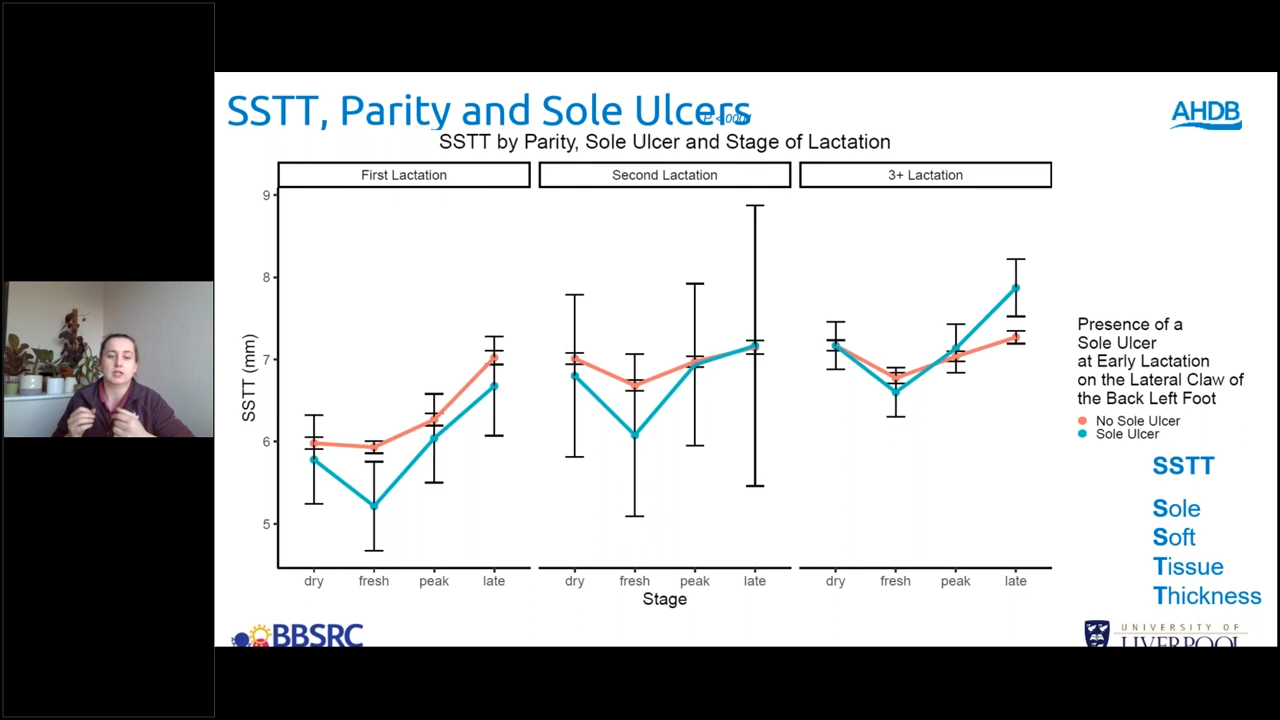 SSTT, Parity and Sole Ulcers
AHDB
SSTT by Parity, Sole Ulcer and Stage of Lactation
First Lactation
Second Lactation
3+ Lactation
9
8
7
6
5
SSTT (mm)
dry fresh peak late
dry fresh peak late
dry fresh peak late
Stage
Presence of a
Sole Ulcer
at Early Lactation
on the Lateral Claw of
the Back Left Foot
No Sole Ulcer
Sole Ulcer
SSTT
Sole
Soft
Tissue
Thickness
BBSRC
UNIVERSITY OF
LIVERPOOL